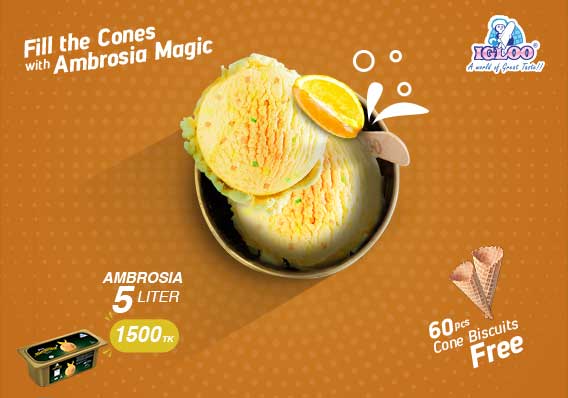 Fill the Cones
with Ambrosia Magic
IGLOO®
A world of Great Taste!!
AMBROSIA
5 LITER
1500TK
60pcs
Cone Biscuits
Free